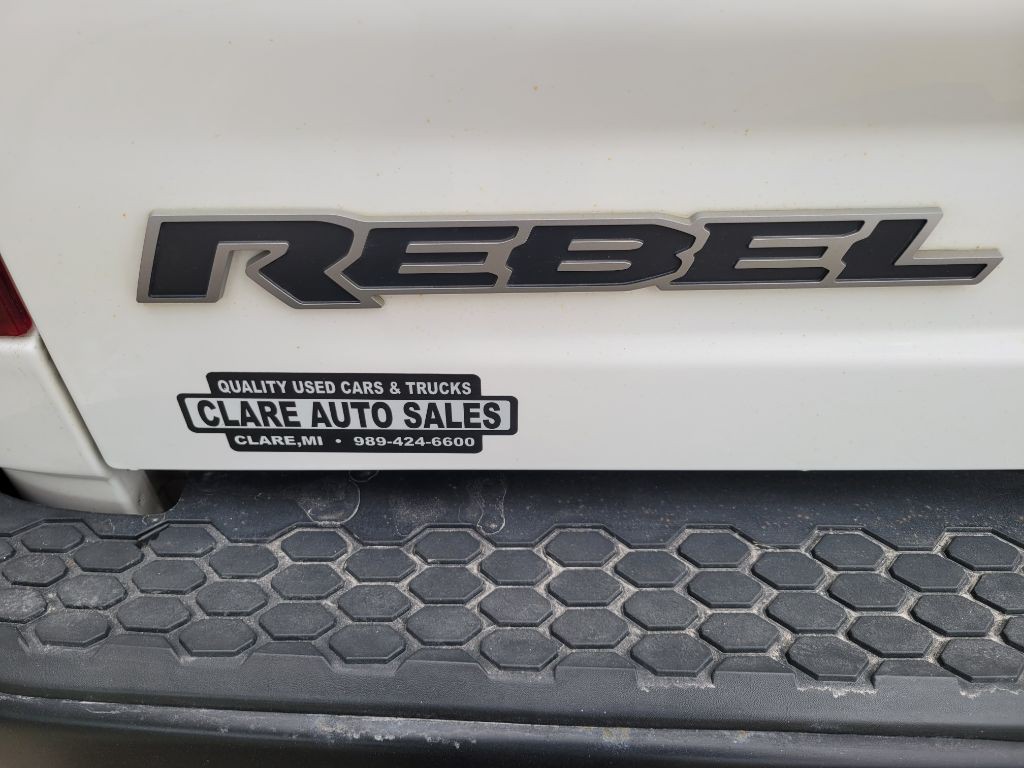 REBEL
QUALITY USED CARS & TRUCKS
CLARE AUTO SALES
CLARE,MI • 989-424-6600